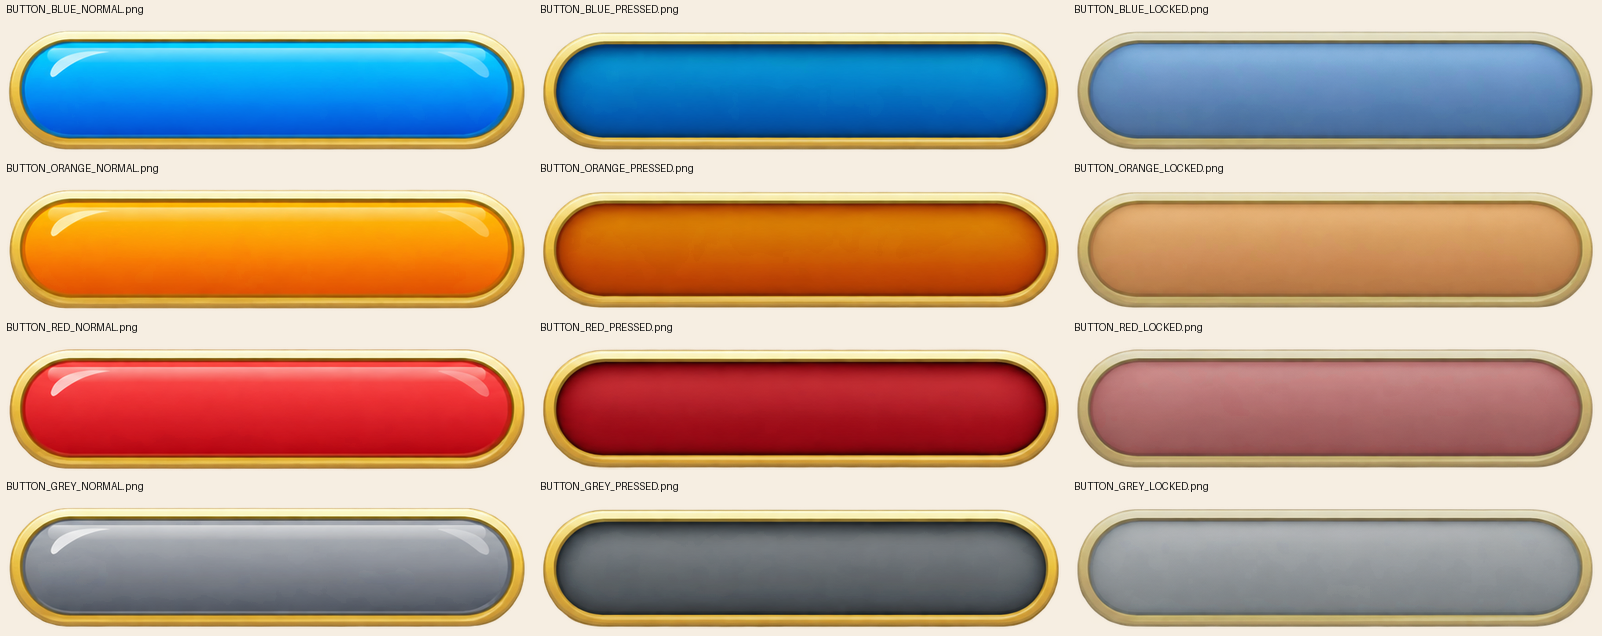 BUTTON_BLUE_NORMAL.png
BUTTON_BLUE_PRESSED.png
BUTTON_BLUE_LOCKED.png
BUTTON_ORANGE_NORMAL.png
BUTTON_ORANGE_PRESSED.png
BUTTON_ORANGE_LOCKED.png
BUTTON_RED_NORMAL.png
BUTTON_RED_PRESSED.png
BUTTON_RED_LOCKED.png
BUTTON_GREY_NORMAL.png
BUTTON_GREY_PRESSED.png
BUTTON_GREY_LOCKED.png